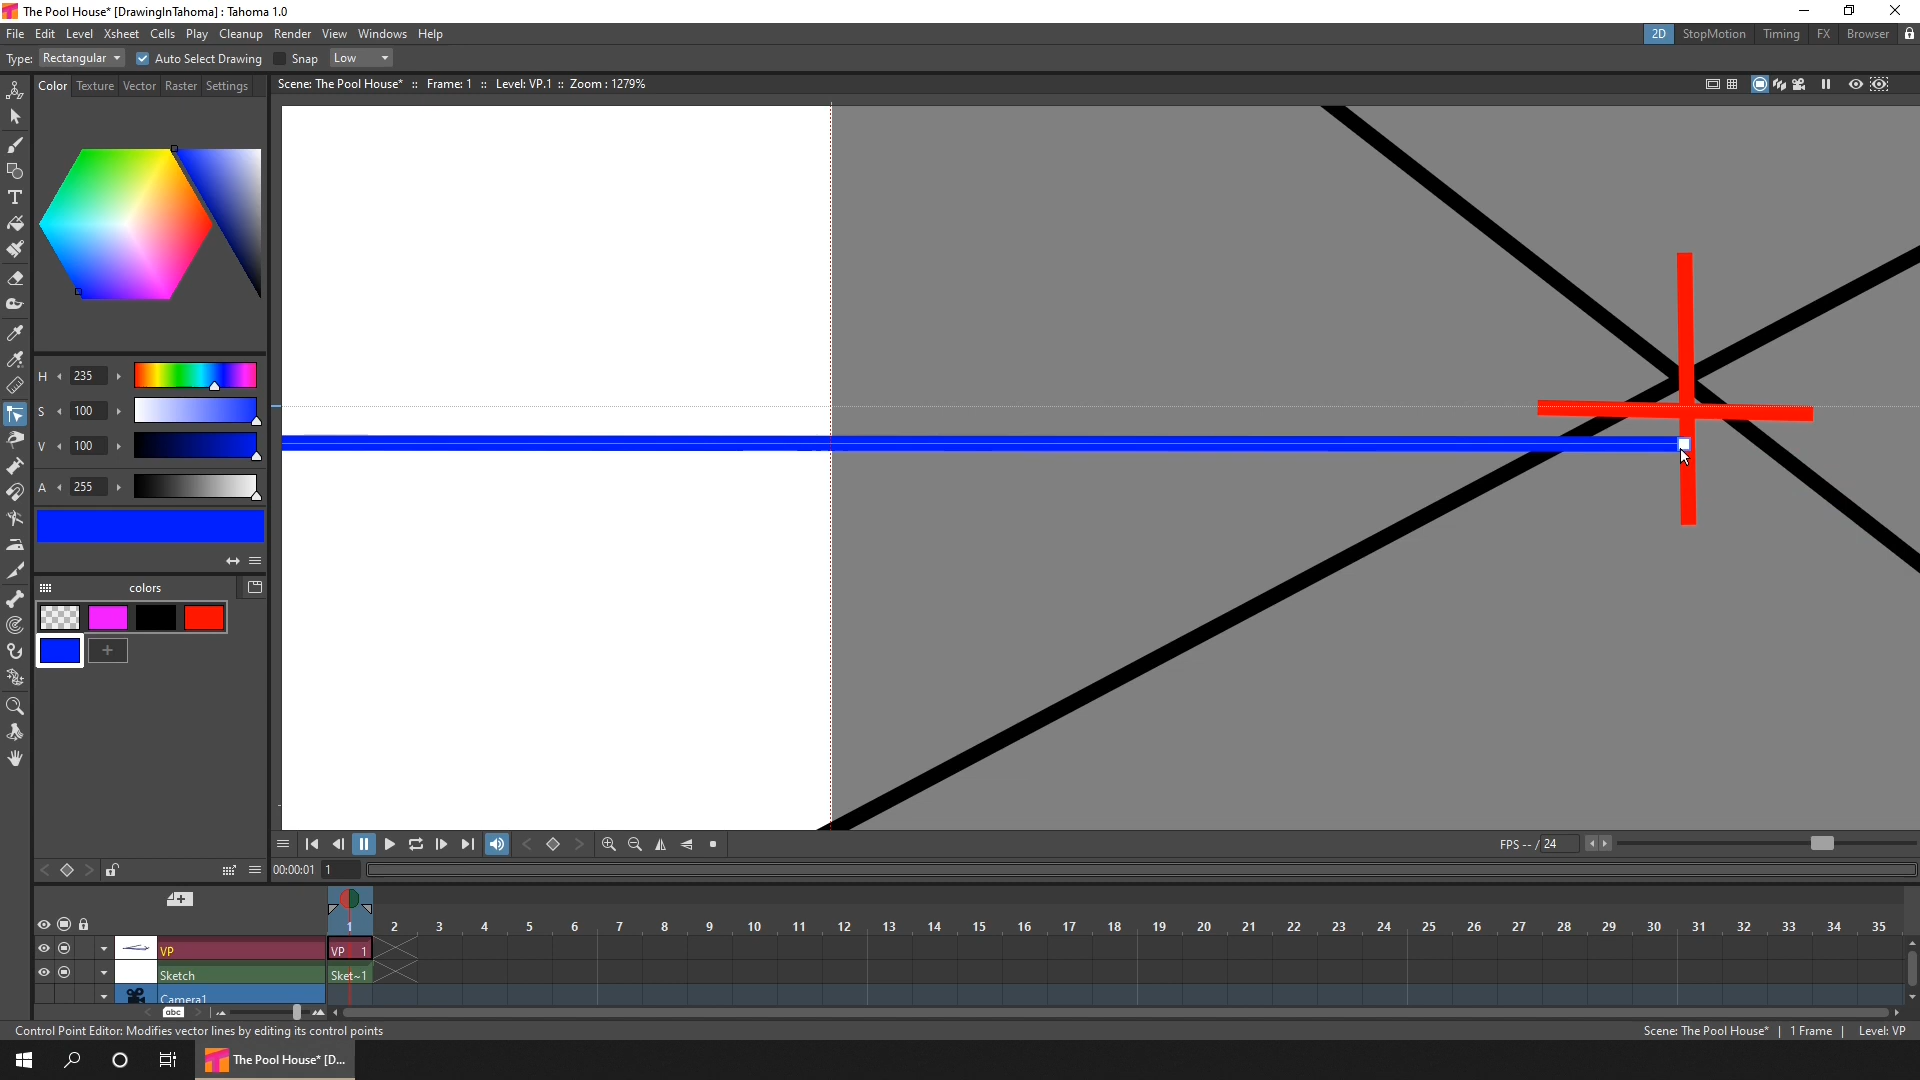 The Pool House* [DrawingInTahoma] : Tahoma 1.0
File Edit Level Xsheet Cells Play Cleanup Render View Windows Help
2D StopMotion Timing FX Browser
Type: Rectangular Auto Select Drawing Snap Low
Color Texture Vector Raster Settings
Scene: The Pool House* :: Frame: 1 :: Level: VP.1 :: Zoom : 1279%
H 235
S 100
V 100
A 255
colors
+
FPS -- / 24
00:00:01 1
1 2 3 4 5 6 7 8 9 10 11 12 13 14 15 16 17 18 19 20 21 22 23 24 25 26 27 28 29 30 31 32 33 34 35
VP VP 1
Sketch Sket~1
Camera1
abc
Control Point Editor: Modifies vector lines by editing its control points
Scene: The Pool House* | 1 Frame | Level: VP
The Pool House* [D...